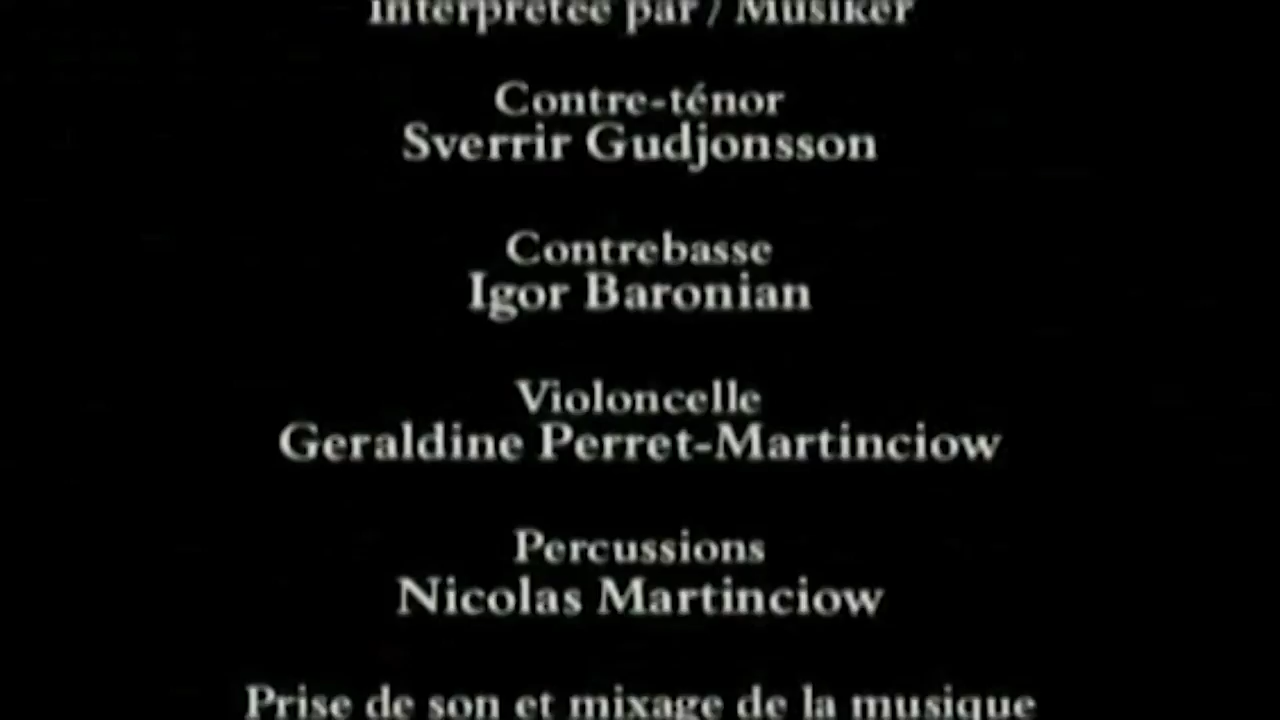 Interprétée par / Musiker
Contre-ténor
Sverrir Gudjonsson
Contrebasse
Igor Baronian
Violoncelle
Geraldine Perret-Martinciow
Percussions
Nicolas Martinciow
Prise de son et mixage de la musique